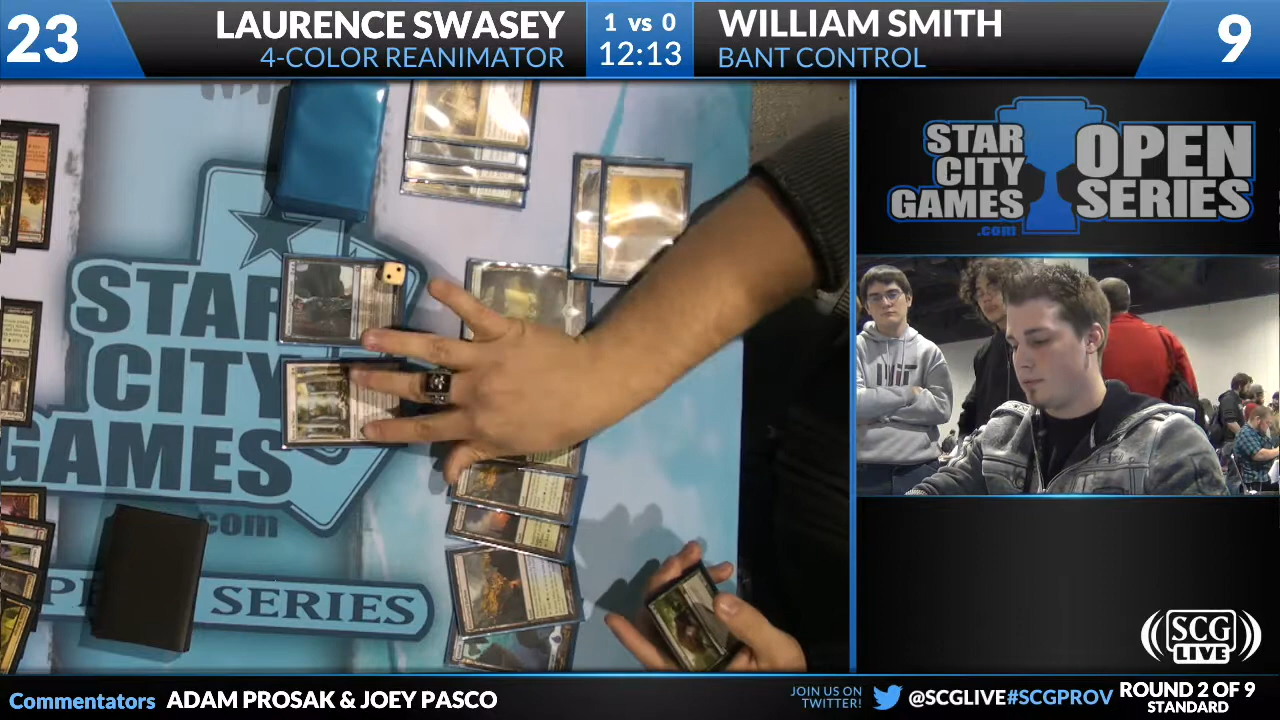 23
LAURENCE SWASEY
4-COLOR REANIMATOR
1 vs 0
12:13
WILLIAM SMITH
BANT CONTROL
9
STAR
CITY
GAMES
.com
OPEN
SERIES
STAR
CITY
GAMES
.com
SERIES
MIT
SCG
LIVE
Commentators ADAM PROSAK & JOEY PASCO
JOIN US ON
TWITTER!
@SCGLIVE#SCGPROV
ROUND 2 OF 9
STANDARD